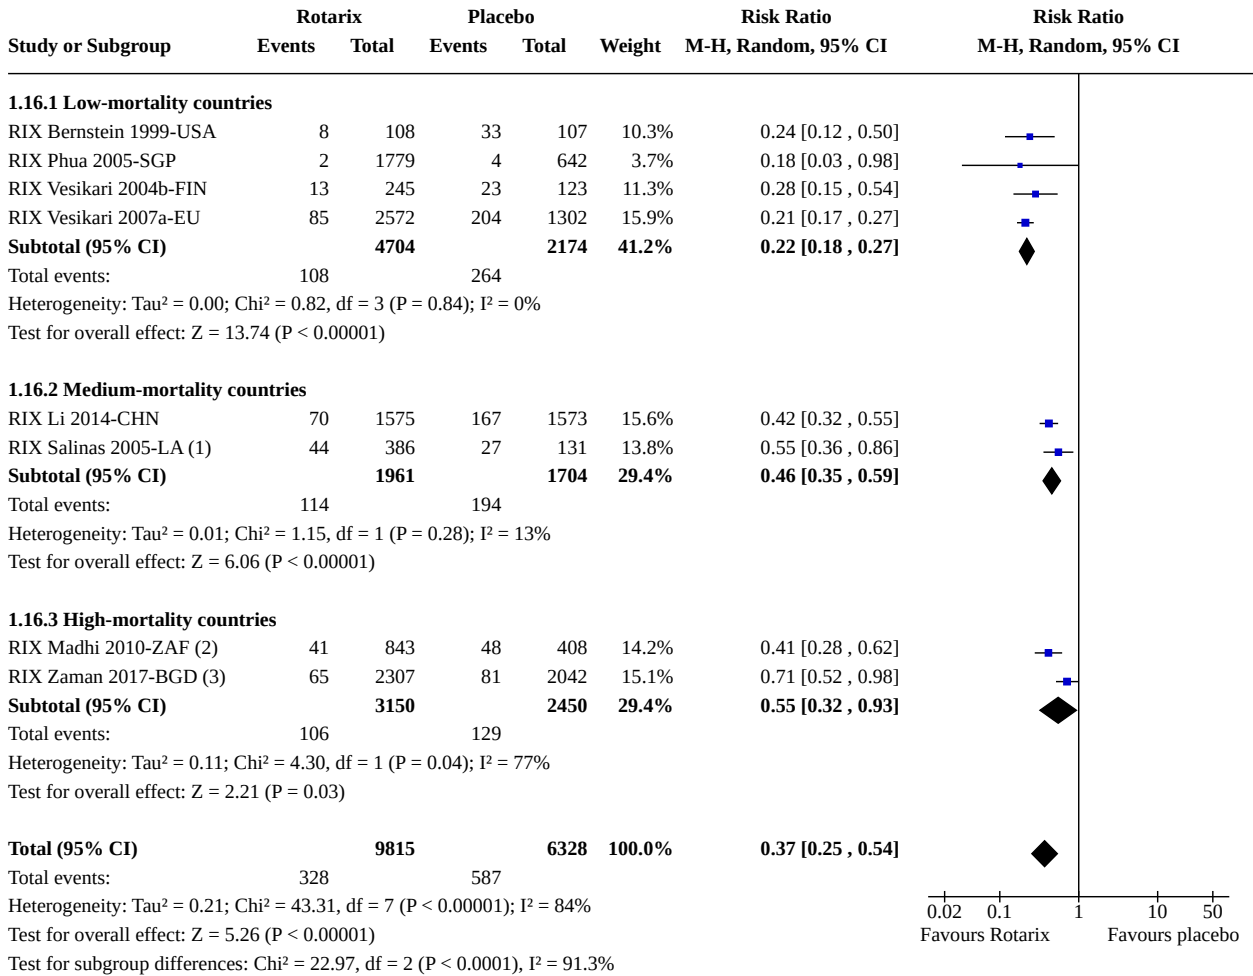 Rotarix Placebo Risk Ratio Risk Ratio
Study or Subgroup Events Total Events Total Weight M-H, Random, 95% CI M-H, Random, 95% CI
1.16.1 Low-mortality countries
RIX Bernstein 1999-USA 8 108 33 107 10.3% 0.24 [0.12 , 0.50]
RIX Phua 2005-SGP 2 1779 4 642 3.7% 0.18 [0.03 , 0.98]
RIX Vesikari 2004b-FIN 13 245 23 123 11.3% 0.28 [0.15 , 0.54]
RIX Vesikari 2007a-EU 85 2572 204 1302 15.9% 0.21 [0.17 , 0.27]
Subtotal (95% CI) 4704 2174 41.2% 0.22 [0.18 , 0.27]
Total events: 108 264
Heterogeneity: Tau² = 0.00; Chi² = 0.82, df = 3 (P = 0.84); I² = 0%
Test for overall effect: Z = 13.74 (P < 0.00001)
1.16.2 Medium-mortality countries
RIX Li 2014-CHN 70 1575 167 1573 15.6% 0.42 [0.32 , 0.55]
RIX Salinas 2005-LA (1) 44 386 27 131 13.8% 0.55 [0.36 , 0.86]
Subtotal (95% CI) 1961 1704 29.4% 0.46 [0.35 , 0.59]
Total events: 114 194
Heterogeneity: Tau² = 0.01; Chi² = 1.15, df = 1 (P = 0.28); I² = 13%
Test for overall effect: Z = 6.06 (P < 0.00001)
1.16.3 High-mortality countries
RIX Madhi 2010-ZAF (2) 41 843 48 408 14.2% 0.41 [0.28 , 0.62]
RIX Zaman 2017-BGD (3) 65 2307 81 2042 15.1% 0.71 [0.52 , 0.98]
Subtotal (95% CI) 3150 2450 29.4% 0.55 [0.32 , 0.93]
Total events: 106 129
Heterogeneity: Tau² = 0.11; Chi² = 4.30, df = 1 (P = 0.04); I² = 77%
Test for overall effect: Z = 2.21 (P = 0.03)
Total (95% CI) 9815 6328 100.0% 0.37 [0.25 , 0.54]
Total events: 328 587
Heterogeneity: Tau² = 0.21; Chi² = 43.31, df = 7 (P < 0.00001); I² = 84%
0.02 0.1 1 10 50
Test for overall effect: Z = 5.26 (P < 0.00001)
Favours Rotarix Favours placebo
Test for subgroup differences: Chi² = 22.97, df = 2 (P < 0.0001), I² = 91.3%